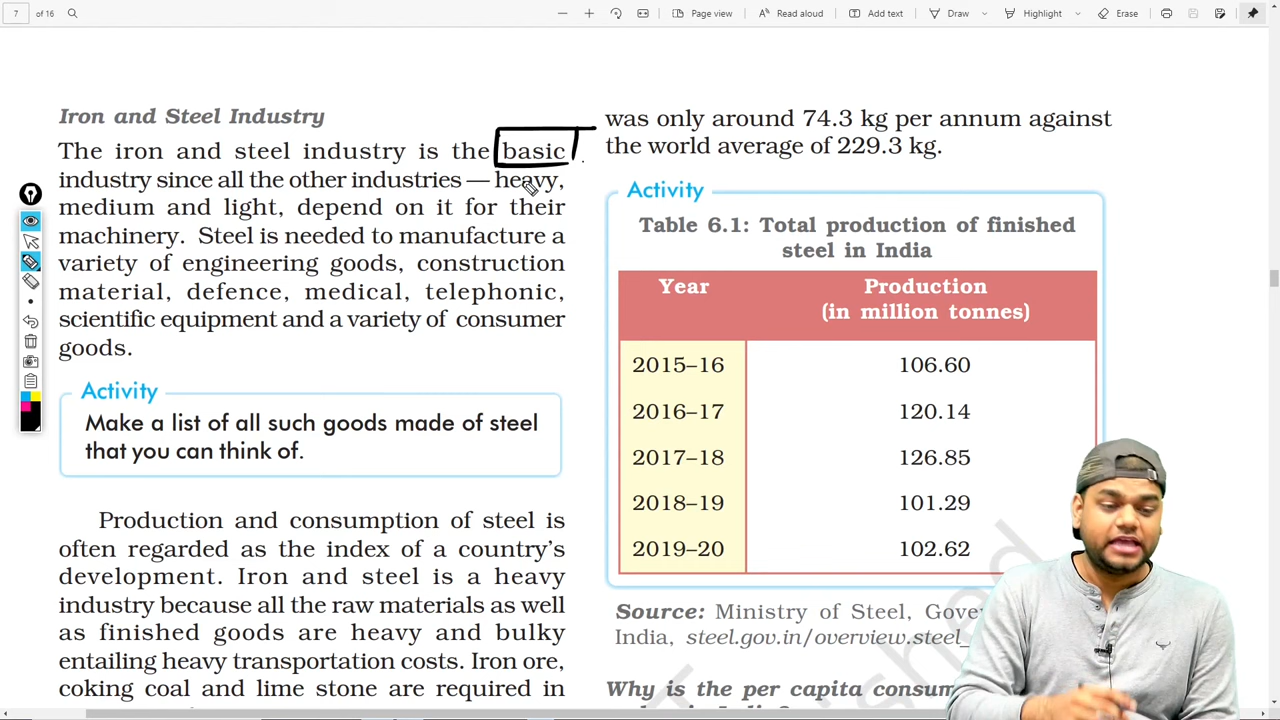 7 of 16
Page view
Read aloud
Add text
Draw
Highlight
Erase
Iron and Steel Industry
The iron and steel industry is the basic
industry since all the other industries — heavy,
medium and light, depend on it for their
machinery. Steel is needed to manufacture a
variety of engineering goods, construction
material, defence, medical, telephonic,
scientific equipment and a variety of consumer
goods.
Activity
Make a list of all such goods made of steel
that you can think of.
Production and consumption of steel is
often regarded as the index of a country's
development. Iron and steel is a heavy
industry because all the raw materials as well
as finished goods are heavy and bulky
entailing heavy transportation costs. Iron ore,
coking coal and lime stone are required in
was only around 74.3 kg per annum against
the world average of 229.3 kg.
Activity
Table 6.1: Total production of finished
steel in India
Year Production
(in million tonnes)
2015–16 106.60
2016–17 120.14
2017–18 126.85
2018–19 101.29
2019–20 102.62
Source: Ministry of Steel,
India, steel.gov.in/overview.steel_
Why is the per capita